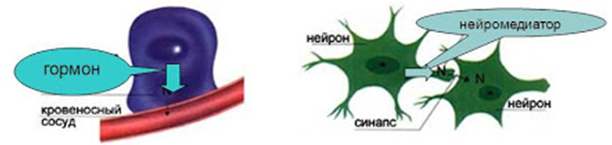 гормон
N
кровеносный
сосуд
нейромедиатор
нейрон
N
N
синапс
нейрон